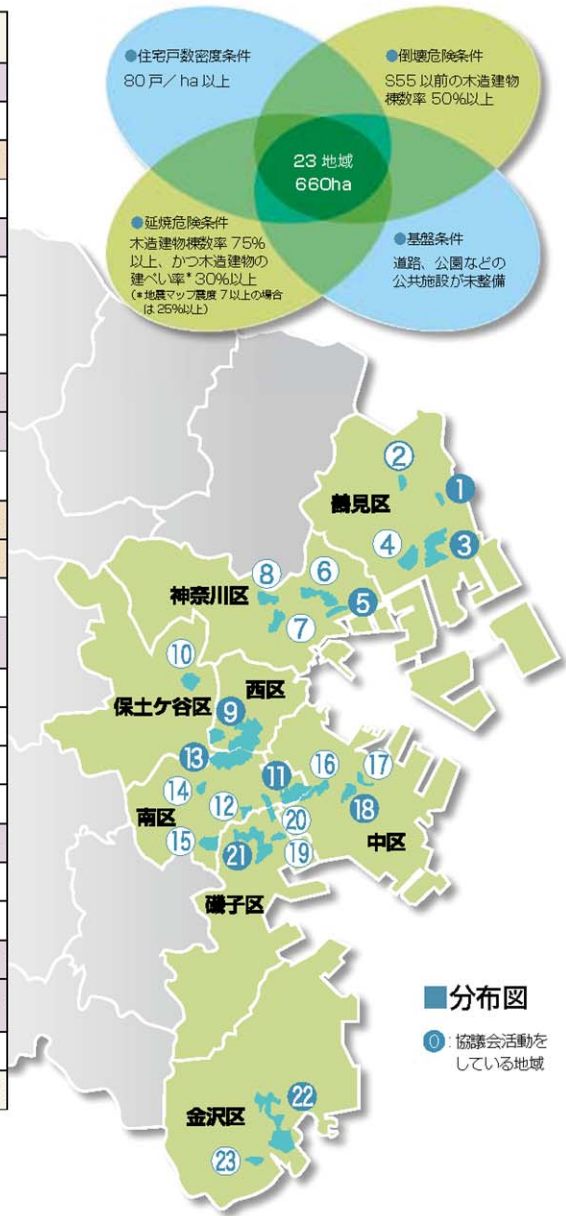 ●住宅戸数密度条件
80戸/ha以上
●倒壊危険条件
S55以前の木造建物
棟数率50%以上
23地域
660ha
●延焼危険条件
木造建物棟数率75%
以上、かつ木造建物の
建ぺい率*30%以上
(*地震マップ震度7以上の場合
は25%以上)
●基盤条件
道路、公園などの
公共施設が未整備
②
鶴見区
①
④
③
⑧
⑥
神奈川区
⑤
⑦
⑩
西区
保土ケ谷区
⑨
⑬
⑪
⑯
⑰
⑭
⑫
南区
⑳
⑱
⑮
㉑
⑲
中区
磯子区
■分布図
0:協議会活動を
している地域
㉒
金沢区
㉓